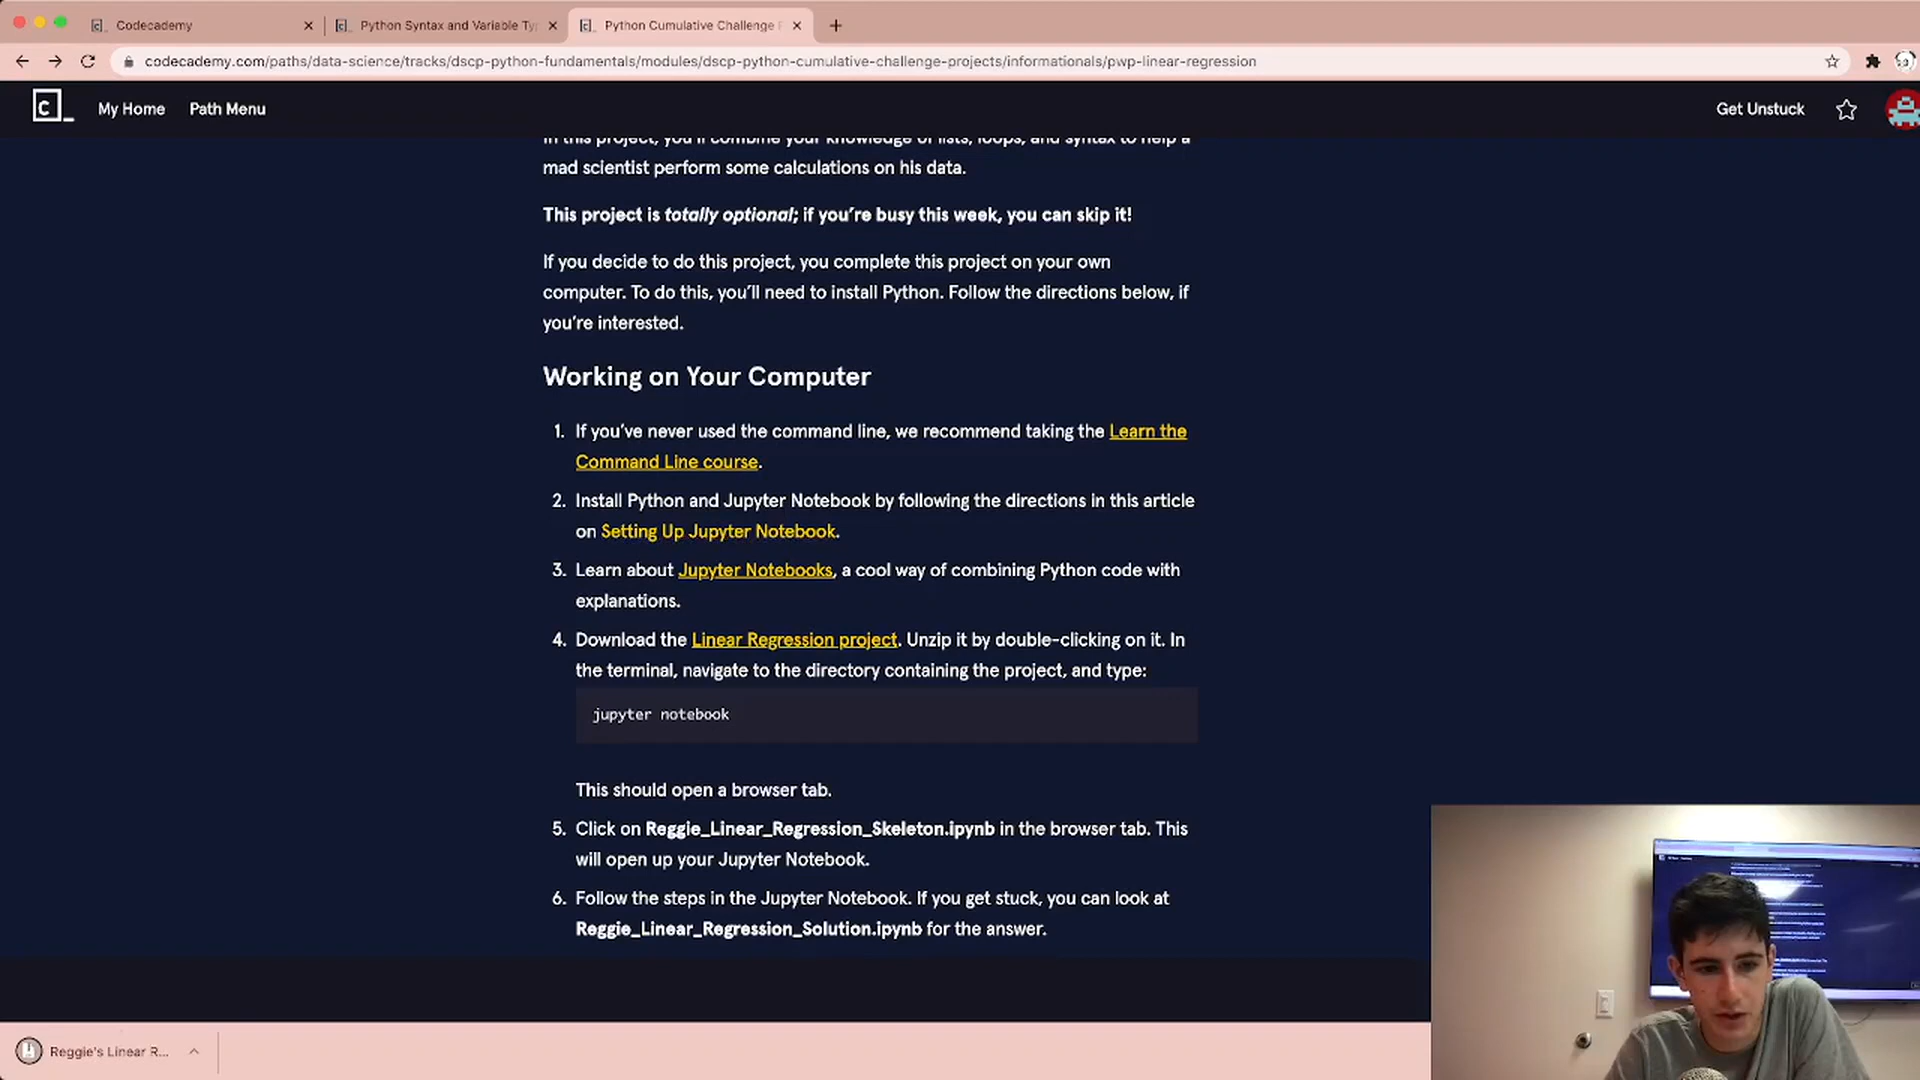 Codecademy
Python Syntax and Variable Ty
Python Cumulative Challenge P
codecademy.com/paths/data-science/tracks/dscp-python-fundamentals/modules/dscp-python-cumulative-challenge-projects/informationals/pwp-linear-regression
c_ My Home Path Menu Get Unstuck
In this project, you'll combine your knowledge of lists, loops, and syntax to help a
mad scientist perform some calculations on his data.
This project is totally optional; if you're busy this week, you can skip it!
If you decide to do this project, you complete this project on your own
computer. To do this, you'll need to install Python. Follow the directions below, if
you're interested.
Working on Your Computer
1. If you've never used the command line, we recommend taking the Learn the
Command Line course.
2. Install Python and Jupyter Notebook by following the directions in this article
on Setting Up Jupyter Notebook.
3. Learn about Jupyter Notebooks, a cool way of combining Python code with
explanations.
4. Download the Linear Regression project. Unzip it by double-clicking on it. In
the terminal, navigate to the directory containing the project, and type:
jupyter notebook
This should open a browser tab.
5. Click on Reggie_Linear_Regression_Skeleton.ipynb in the browser tab. This
will open up your Jupyter Notebook.
6. Follow the steps in the Jupyter Notebook. If you get stuck, you can look at
Reggie_Linear_Regression_Solution.ipynb for the answer.
Reggie's Linear R...